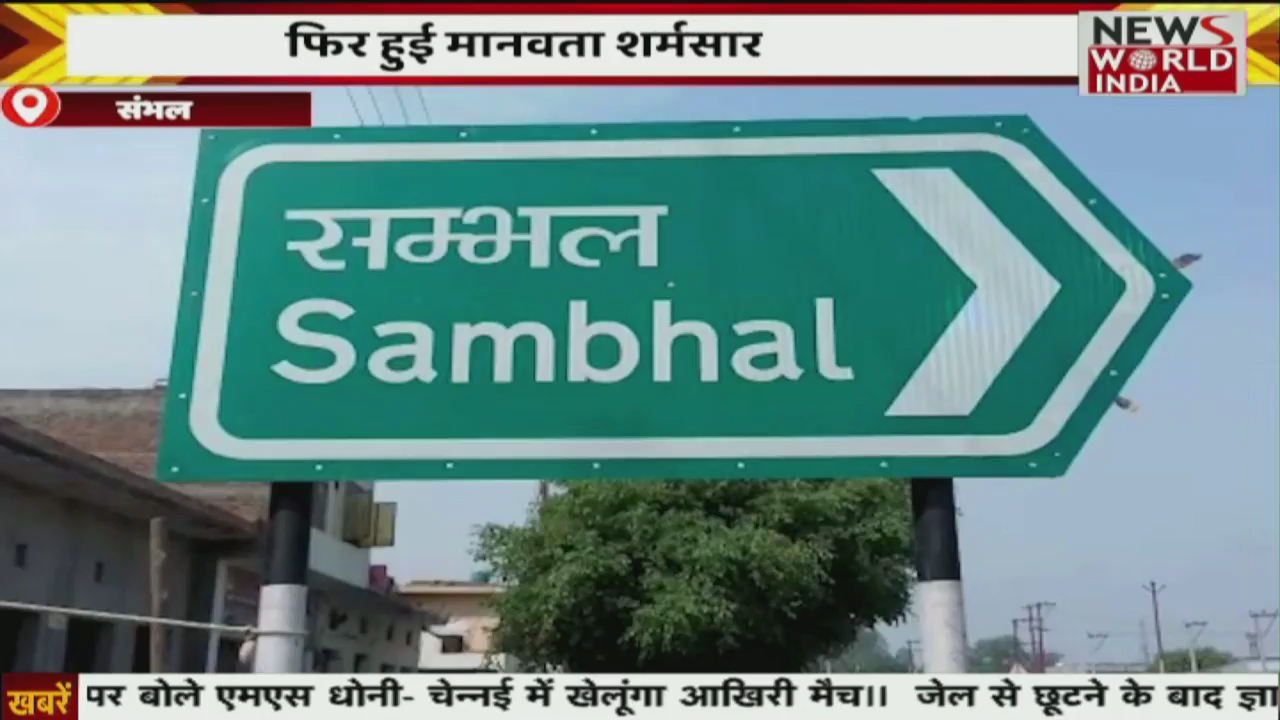 फिर हुई मानवता शर्मसार
NEWS
WORLD
INDIA
संभल
सम्भल
Sambhal
खबरें
पर बोले एमएस धोनी- चेन्नई में खेलूंगा आखिरी मैच।। जेल से छूटने के बाद ज्ञा